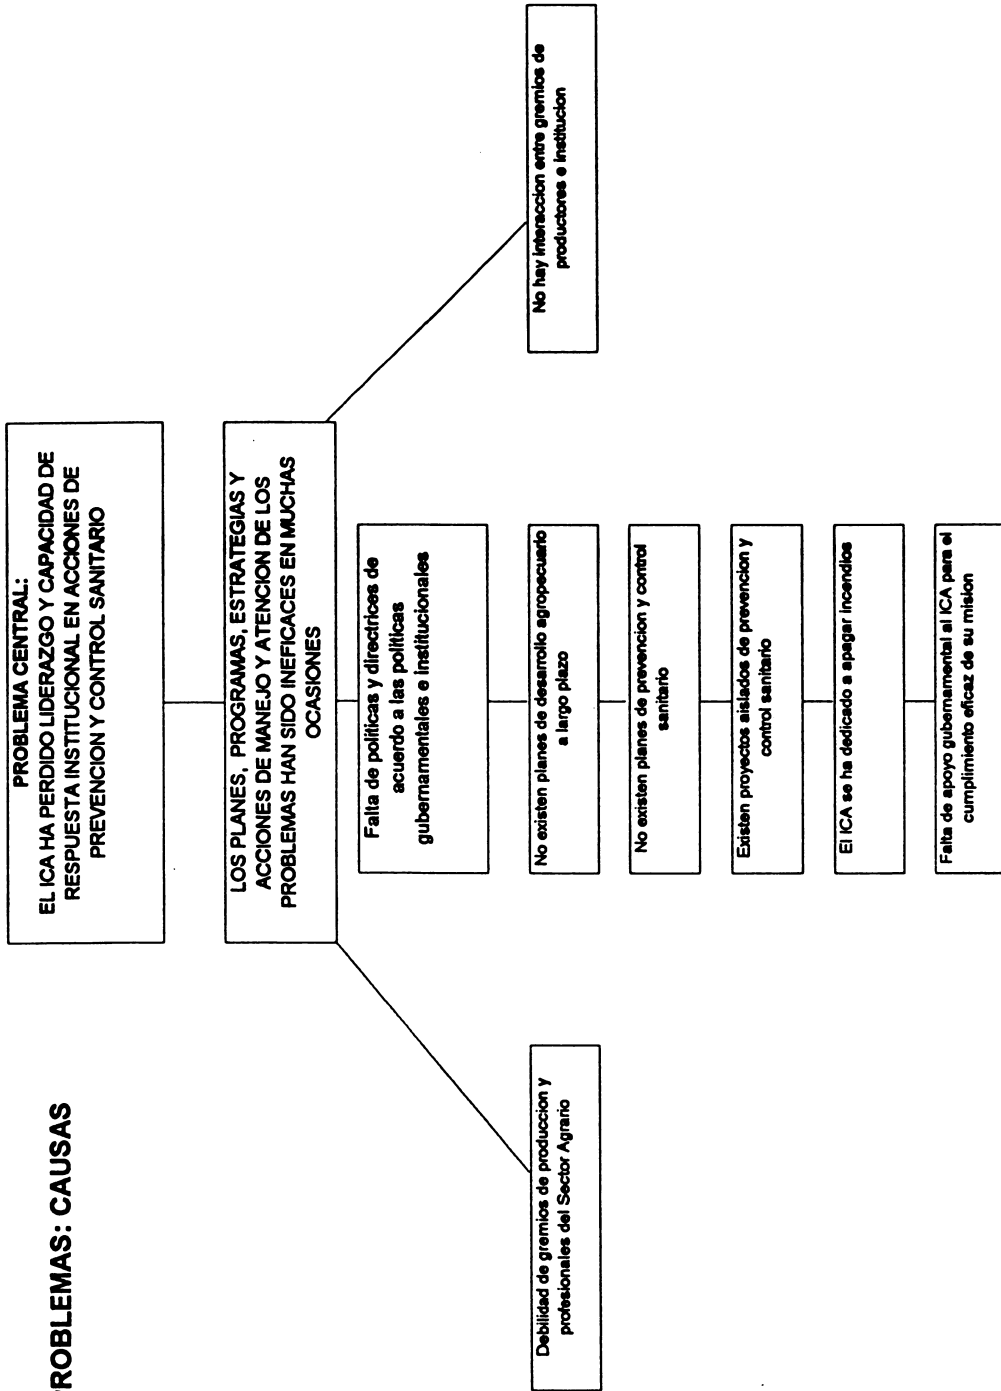 ROBLEMAS: CAUSAS
PROBLEMA CENTRAL:
EL ICA HA PERDIDO LIDERAZGO Y CAPACIDAD DE
RESPUESTA INSTITUCIONAL EN ACCIONES DE
PREVENCION Y CONTROL SANITARIO
LOS PLANES, PROGRAMAS, ESTRATEGIAS Y
ACCIONES DE MANEJO Y ATENCION DE LOS
PROBLEMAS HAN SIDO INEFICACES EN MUCHAS
OCASIONES
Debilidad de gremios de produccion y
profesionales del Sector Agrario
Falta de políticas y directrices de
acuerdo a las políticas
gubernamentales e institucionales
No existen planes de desarrollo agropecuario
a largo plazo
No existen planes de prevencion y control
sanitario
Existen proyectos aislados de prevencion y
control sanitario
El ICA se ha dedicado a apagar incendios
Falta de apoyo gubernamental al ICA para el
cumplimiento eficaz de su mision
No hay interaccion entre gremios de
productores e institucion